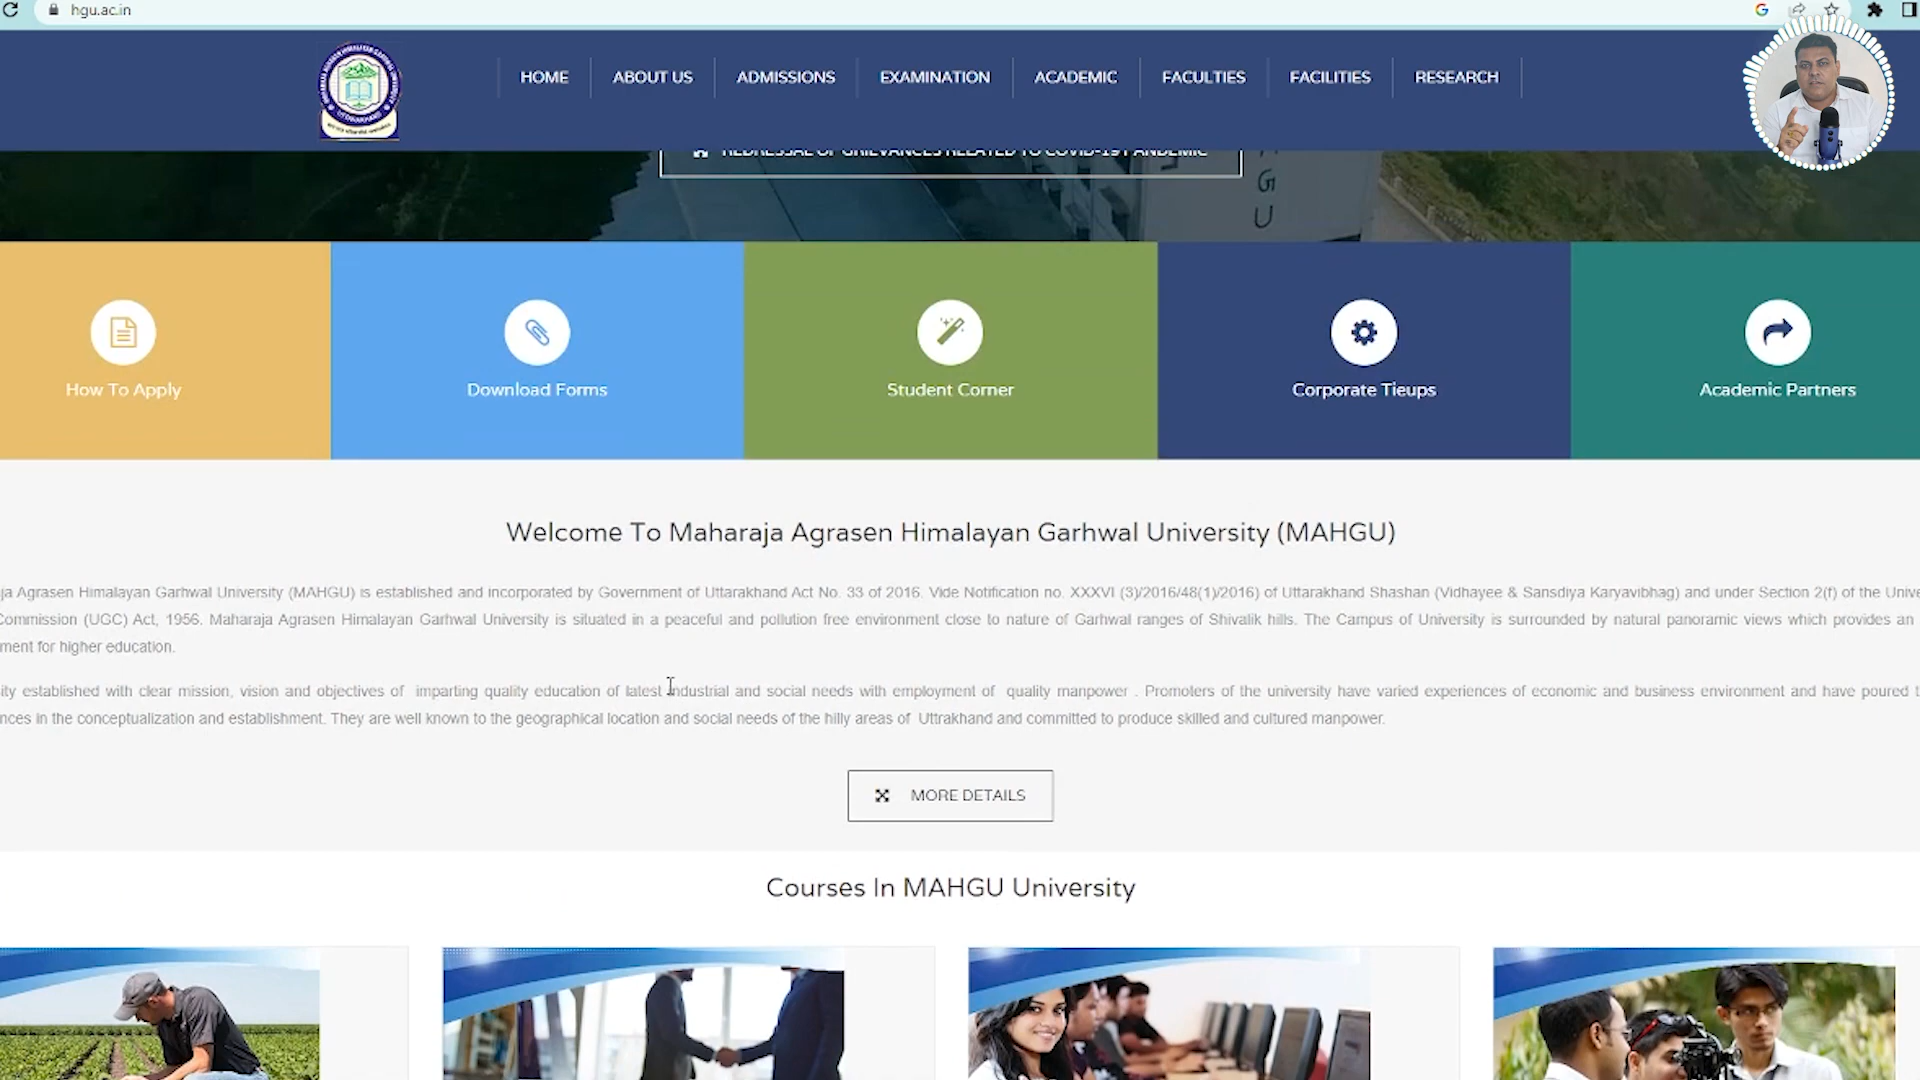 hgu.ac.in
HOME ABOUT US ADMISSIONS EXAMINATION ACADEMIC FACULTIES FACILITIES RESEARCH
REDRESSAL OF GRIEVANCES RELATED TO COVID-19 PANDEMIC
GU
How To Apply Download Forms Student Corner Corporate Tieups Academic Partners
Welcome To Maharaja Agrasen Himalayan Garhwal University (MAHGU)
Agrasen Himalayan Garhwal University (MAHGU) is established and incorporated by Government of Uttarakhand Act No. 33 of 2016. Vide Notification no. XXXVI (3)/2016/48(1)/2016) of Uttarakhand Shashan (Vidhayee & Sansdiya Karyavibhag) and under Section 2(f) of the
Commission (UGC) Act, 1956. Maharaja Agrasen Himalayan Garhwal University is situated in a peaceful and pollution free environment close to nature of Garhwal ranges of Shivalik hills. The Campus of University is surrounded by natural panoramic views which provides an
ment for higher education.
ity established with clear mission, vision and objectives of imparting quality education of latest industrial and social needs with employment of quality manpower . Promoters of the university have varied experiences of economic and business environment and have poured
nces in the conceptualization and establishment. They are well known to the geographical location and social needs of the hilly areas of Uttrakhand and committed to produce skilled and cultured manpower.
MORE DETAILS
Courses In MAHGU University